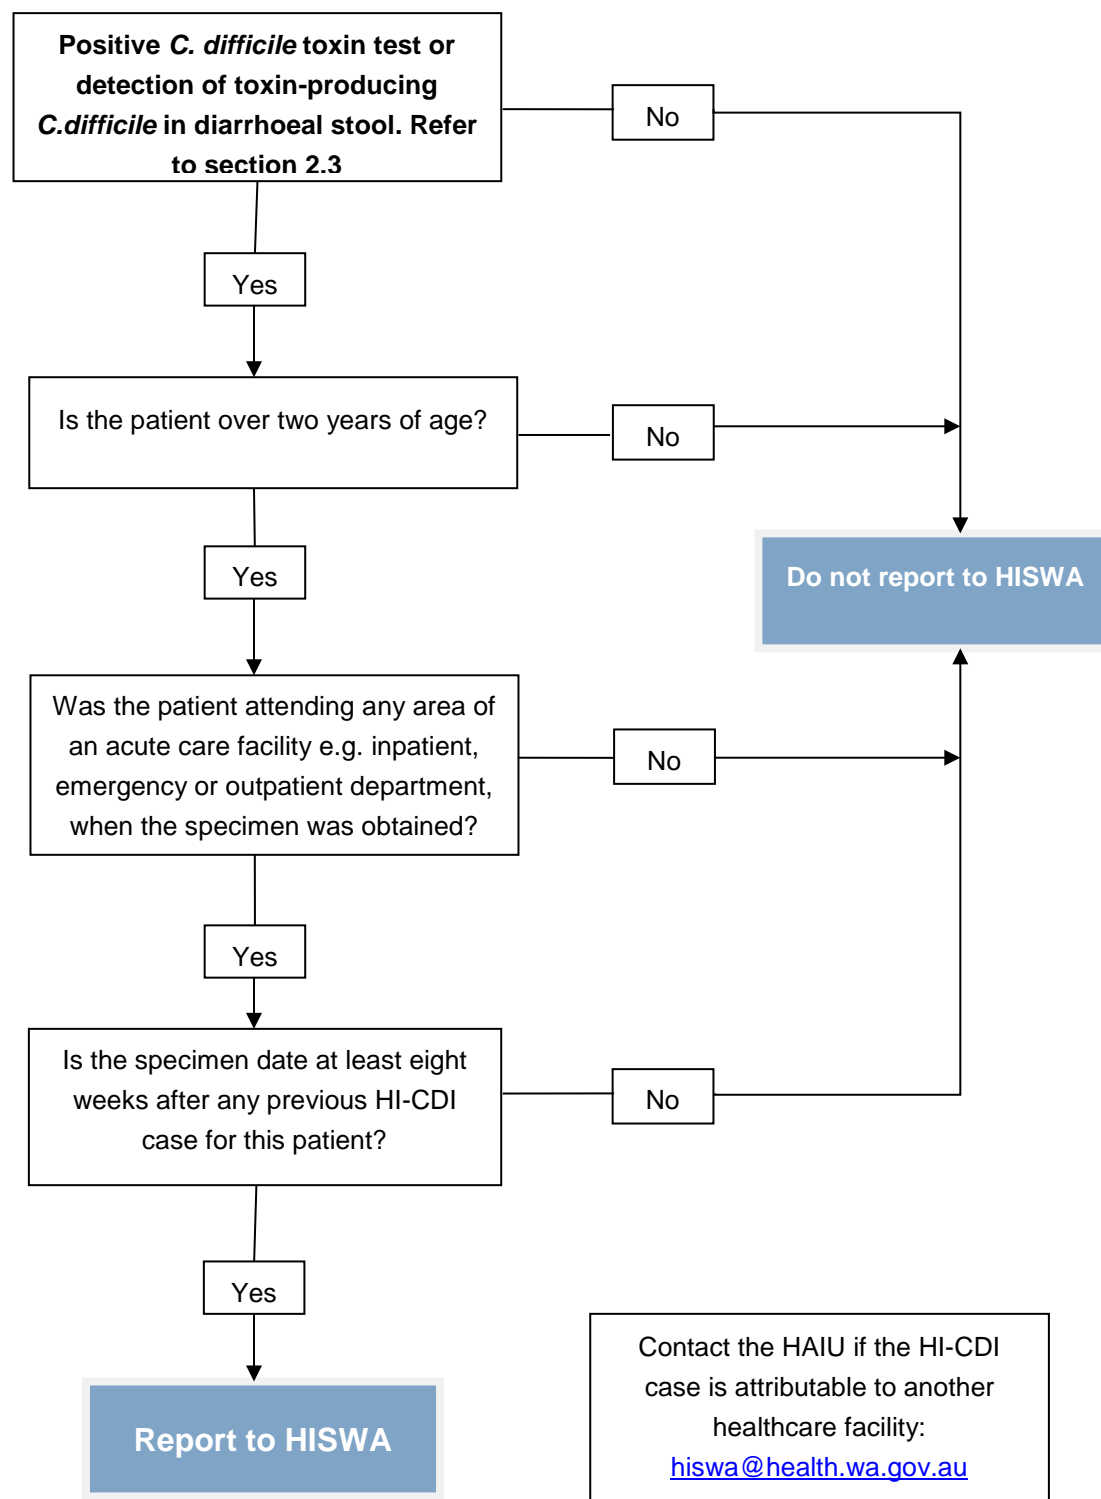 Positive C. difficile toxin test or
detection of toxin-producing
C.difficile in diarrhoeal stool. Refer
to section 2.3
No
Yes
Is the patient over two years of age?
No
Yes
Do not report to HISWA
Was the patient attending any area of
an acute care facility e.g. inpatient,
emergency or outpatient department,
when the specimen was obtained?
No
Yes
Is the specimen date at least eight
weeks after any previous HI-CDI
case for this patient?
No
Yes
Report to HISWA
Contact the HAIU if the HI-CDI
case is attributable to another
healthcare facility:
hiswa@health.wa.gov.au